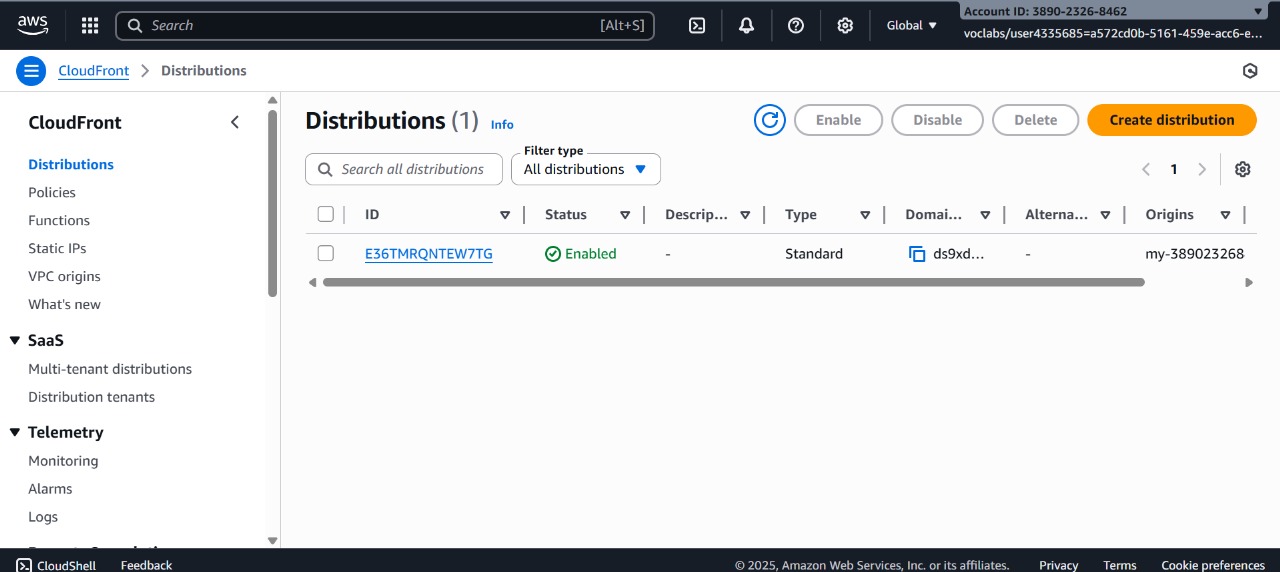 aws
Search
[Alt+S]
Global
Account ID: 3890-2326-8462
voclabs/user4335685=a572cd0b-5161-459e-acc6-e...
CloudFront
Distributions
CloudFront
Distributions
Policies
Functions
Static IPs
VPC origins
What's new
SaaS
Multi-tenant distributions
Distribution tenants
Telemetry
Monitoring
Alarms
Logs
Distributions (1) Info
Enable
Disable
Delete
Create distribution
Search all distributions
Filter type
All distributions
1
ID Status Descrip... Type Domai... Alterna... Origins
E36TMRQNTEW7TG Enabled - Standard ds9xd... - my-389023268
CloudShell Feedback © 2025, Amazon Web Services, Inc. or its affiliates. Privacy Terms Cookie preferences